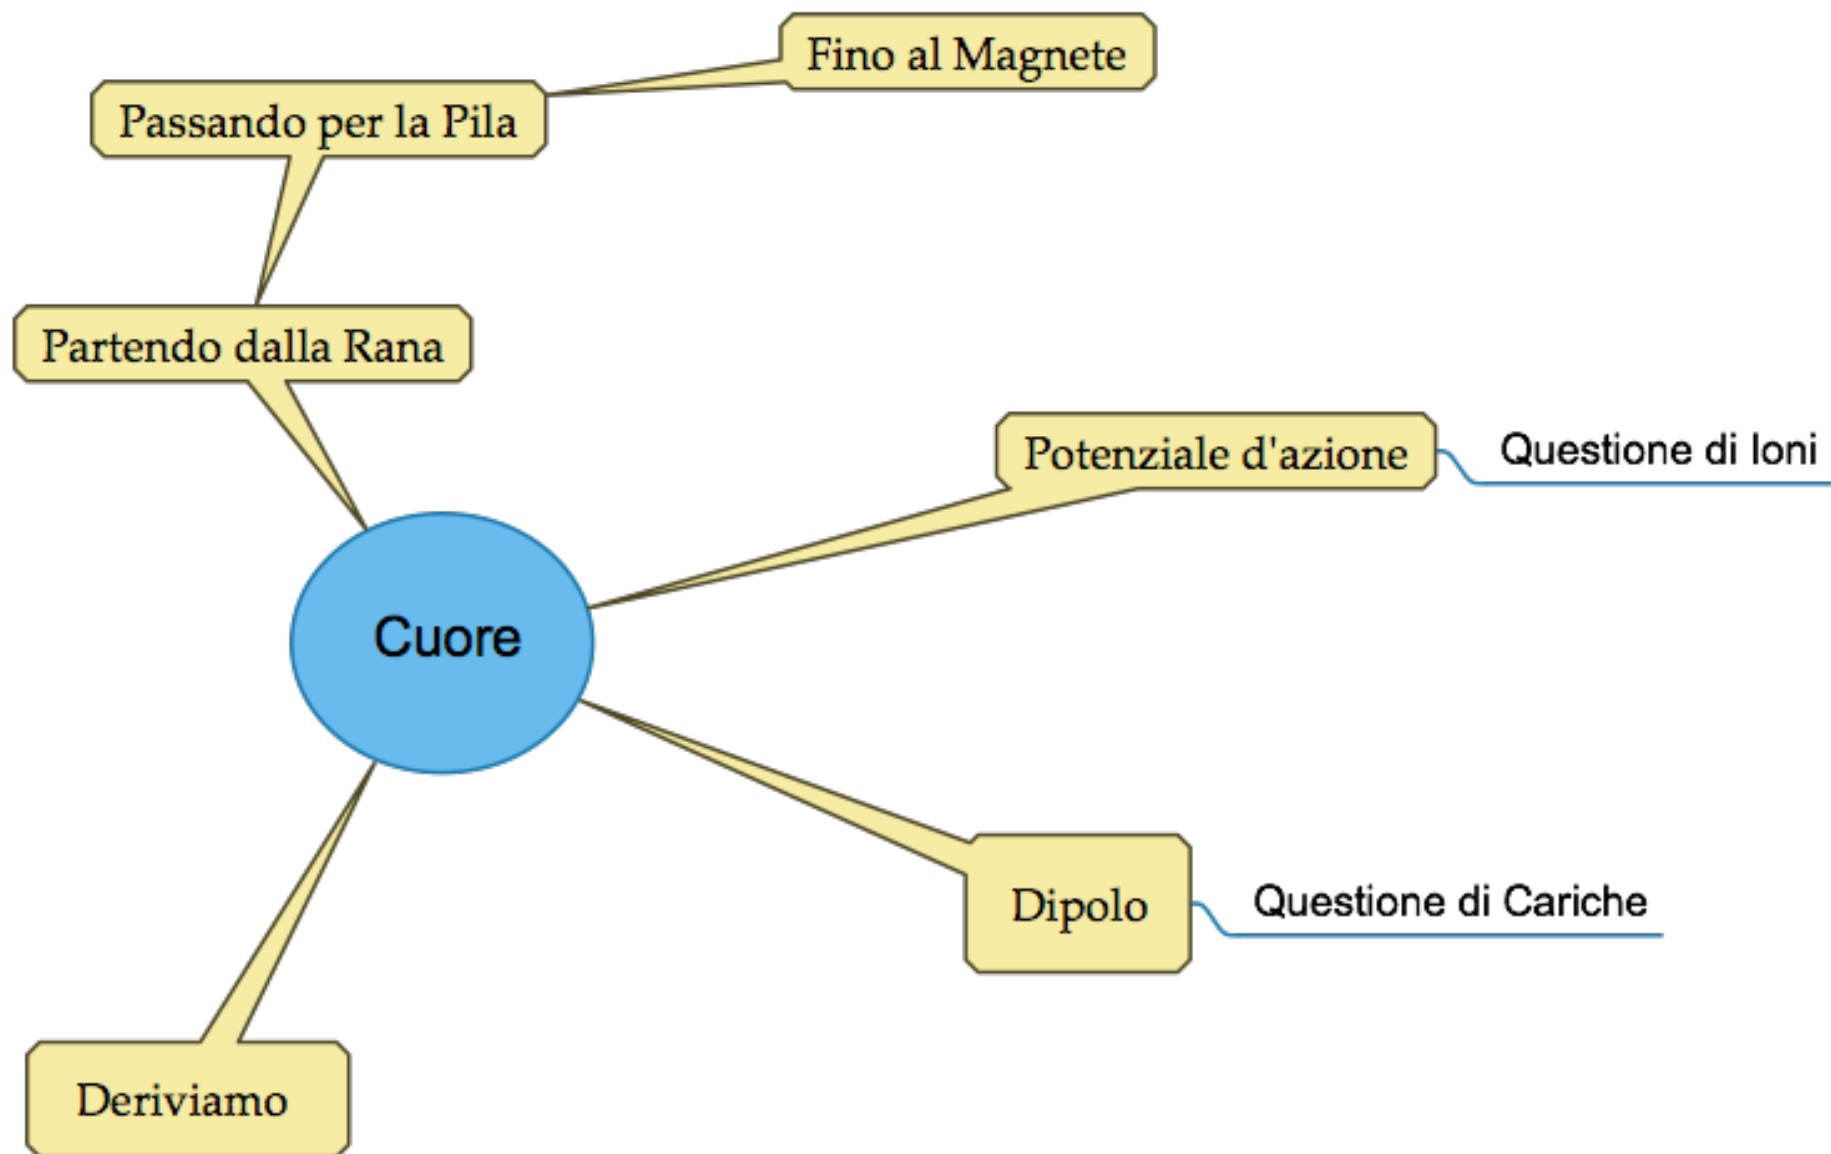 Fino al Magnete
Passando per la Pila
Partendo dalla Rana
Potenziale d'azione
Questione di Ioni
Cuore
Dipolo
Questione di Cariche
Deriviamo